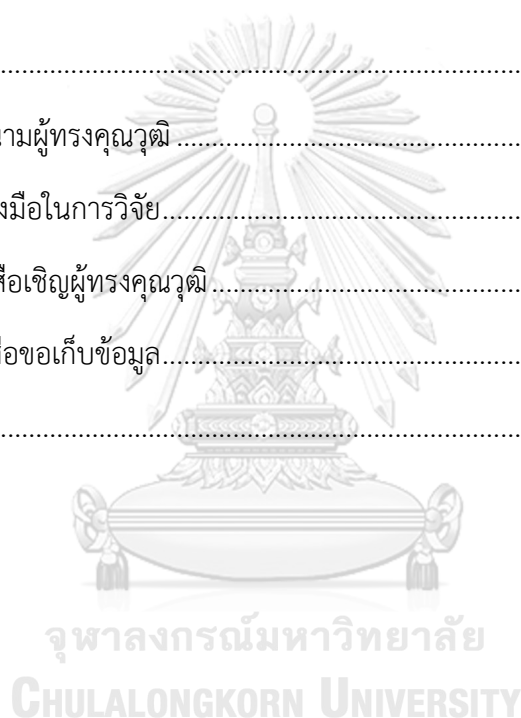 ................................................................
นามผู้ทรงคุณวุฒิ ................................................................
งมือในการวิจัย................................................................
สือเชิญผู้ทรงคุณวุฒิ ................................................................
สือขอเก็บข้อมูล................................................................
................................................................
จุฬาลงกรณ์มหาวิทยาลัย
CHULALONGKORN UNIVERSITY